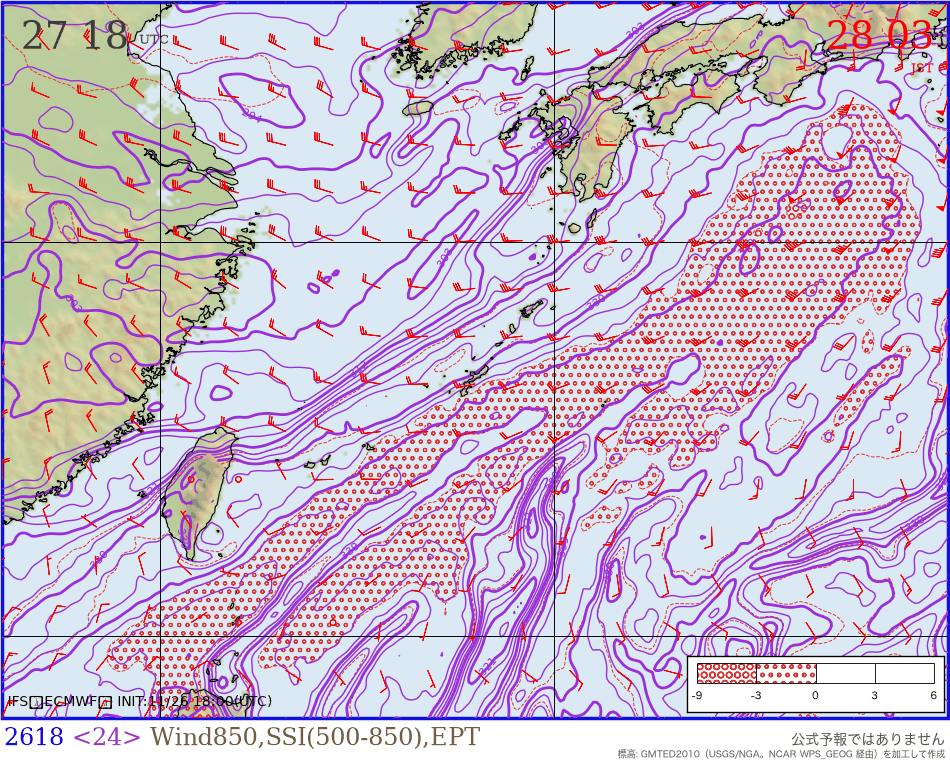 27 18 UTC
28 03
JST
IFS ECMWF INIT:11/26 18:00(UTC)
-9 -3 0 3 6
2618 <24> Wind850,SSI(500-850),EPT
公式予報ではありません
標高: GMTED2010（USGS/NGA。NCAR WPS_GEOG 経由）を加工して作成